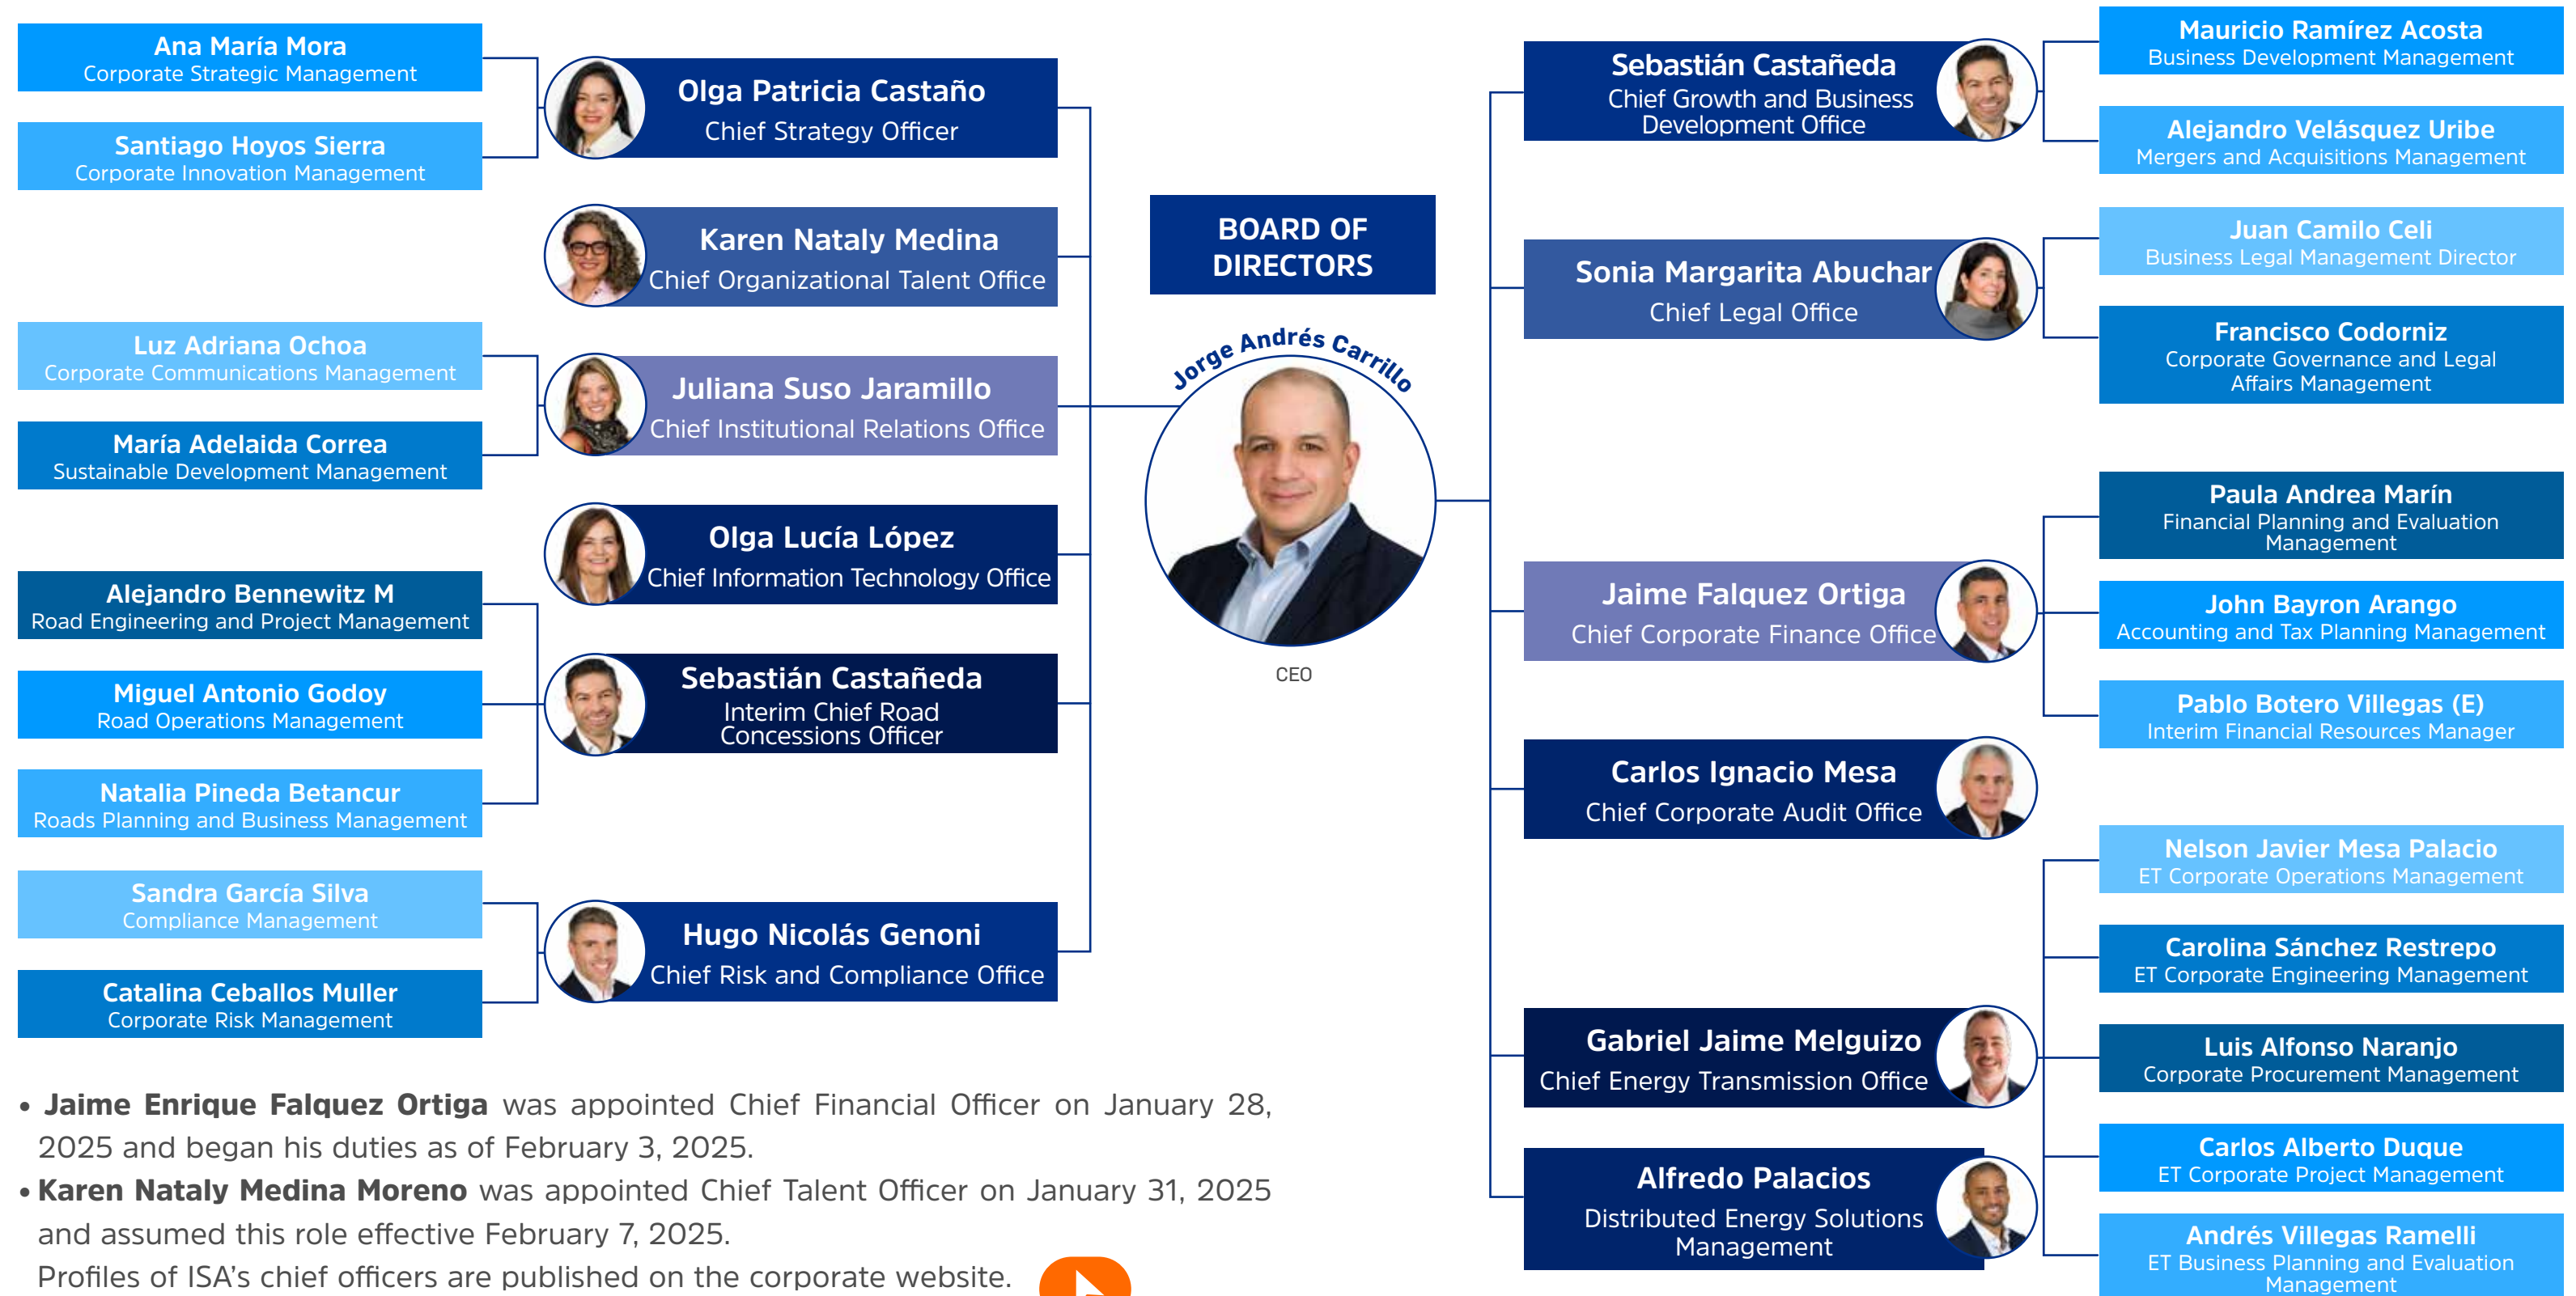 Ana María Mora
Corporate Strategic Management
Santiago Hoyos Sierra
Corporate Innovation Management
Luz Adriana Ochoa
Corporate Communications Management
María Adelaida Correa
Sustainable Development Management
Alejandro Bennewitz M
Road Engineering and Project Management
Miguel Antonio Godoy
Road Operations Management
Natalia Pineda Betancur
Roads Planning and Business Management
Sandra García Silva
Compliance Management
Catalina Ceballos Muller
Corporate Risk Management
Olga Patricia Castaño
Chief Strategy Officer
Karen Nataly Medina
Chief Organizational Talent Office
Juliana Suso Jaramillo
Chief Institutional Relations Office
Olga Lucía López
Chief Information Technology Office
Sebastián Castañeda
Interim Chief Road
Concessions Officer
Hugo Nicolás Genoni
Chief Risk and Compliance Office
BOARD OF
DIRECTORS
Jorge Andrés Carrillo
CEO
Sebastián Castañeda
Chief Growth and Business
Development Office
Sonia Margarita Abuchar
Chief Legal Office
Jaime Falquez Ortiga
Chief Corporate Finance Office
Carlos Ignacio Mesa
Chief Corporate Audit Office
Gabriel Jaime Melguizo
Chief Energy Transmission Office
Alfredo Palacios
Distributed Energy Solutions
Management
Mauricio Ramírez Acosta
Business Development Management
Alejandro Velásquez Uribe
Mergers and Acquisitions Management
Juan Camilo Celi
Business Legal Management Director
Francisco Codorniz
Corporate Governance and Legal
Affairs Management
Paula Andrea Marín
Financial Planning and Evaluation
Management
John Bayron Arango
Accounting and Tax Planning Management
Pablo Botero Villegas (E)
Interim Financial Resources Manager
Nelson Javier Mesa Palacio
ET Corporate Operations Management
Carolina Sánchez Restrepo
ET Corporate Engineering Management
Luis Alfonso Naranjo
Corporate Procurement Management
Carlos Alberto Duque
ET Corporate Project Management
Andrés Villegas Ramelli
ET Business Planning and Evaluation
Management
• Jaime Enrique Falquez Ortiga was appointed Chief Financial Officer on January 28,
2025 and began his duties as of February 3, 2025.
• Karen Nataly Medina Moreno was appointed Chief Talent Officer on January 31, 2025
and assumed this role effective February 7, 2025.
Profiles of ISA's chief officers are published on the corporate website.